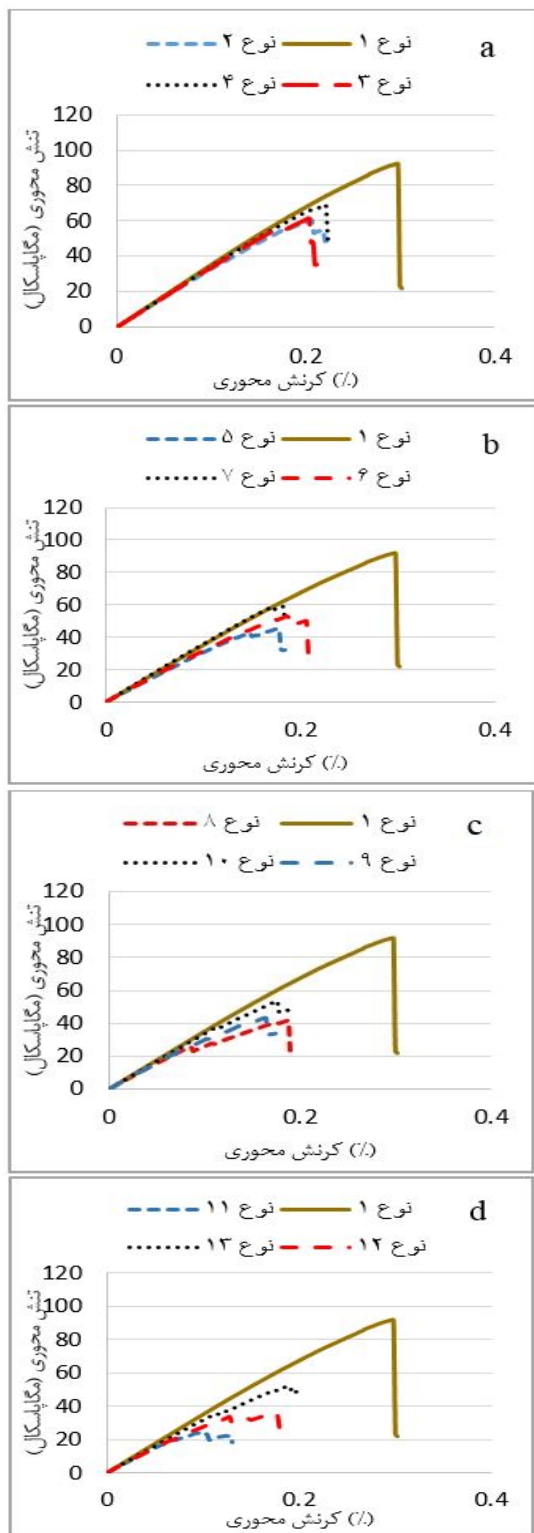 a
نوع ۱ نوع ۲
نوع ۳ نوع ۴
تنش محوری (مگاپاسکال)
120
100
80
60
40
20
0
0 0.2 0.4
کرنش محوری (٪)
b
نوع ۱ نوع ۵
نوع ۶ نوع ۷
تنش محوری (مگاپاسکال)
120
100
80
60
40
20
0
0 0.2 0.4
کرنش محوری (٪)
c
نوع ۱ نوع ۸
نوع ۹ نوع ۱۰
تنش محوری (مگاپاسکال)
120
100
80
60
40
20
0
0 0.2 0.4
کرنش محوری (٪)
d
نوع ۱ نوع ۱۱
نوع ۱۲ نوع ۱۳
تنش محوری (مگاپاسکال)
120
100
80
60
40
20
0
0 0.2 0.4
کرنش محوری (٪)